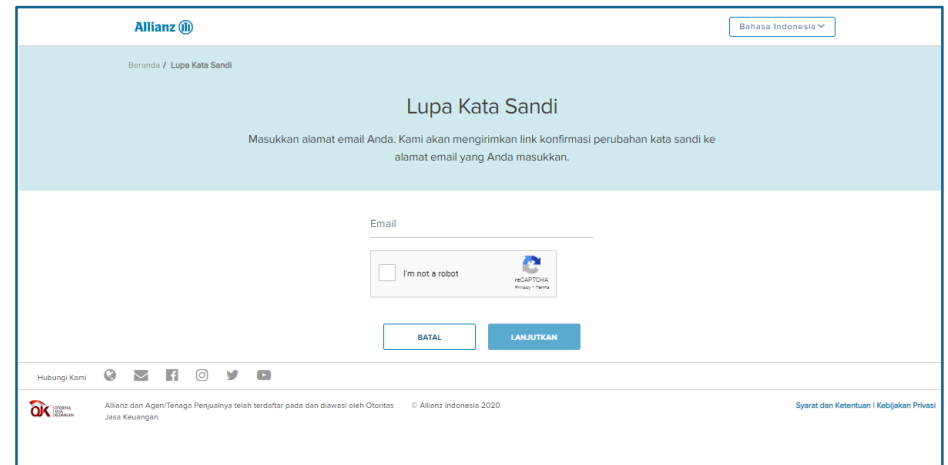 Allianz
Bahasa Indonesia
Beranda / Lupa Kata Sandi
Lupa Kata Sandi
Masukkan alamat email Anda. Kami akan mengirimkan link konfirmasi perubahan kata sandi ke
alamat email yang Anda masukkan.
Email
I'm not a robot
reCAPTCHA
Privacy - Terms
BATAL
LANJUTKAN
Hubungi Kami
OJK OTORITAS
JASA
KEUANGAN
Allianz dan Agen/Tenaga Penjualnya telah terdaftar pada dan diawasi oleh Otoritas
Jasa Keuangan
© Allianz Indonesia 2020
Syarat dan Ketentuan | Kebijakan Privasi